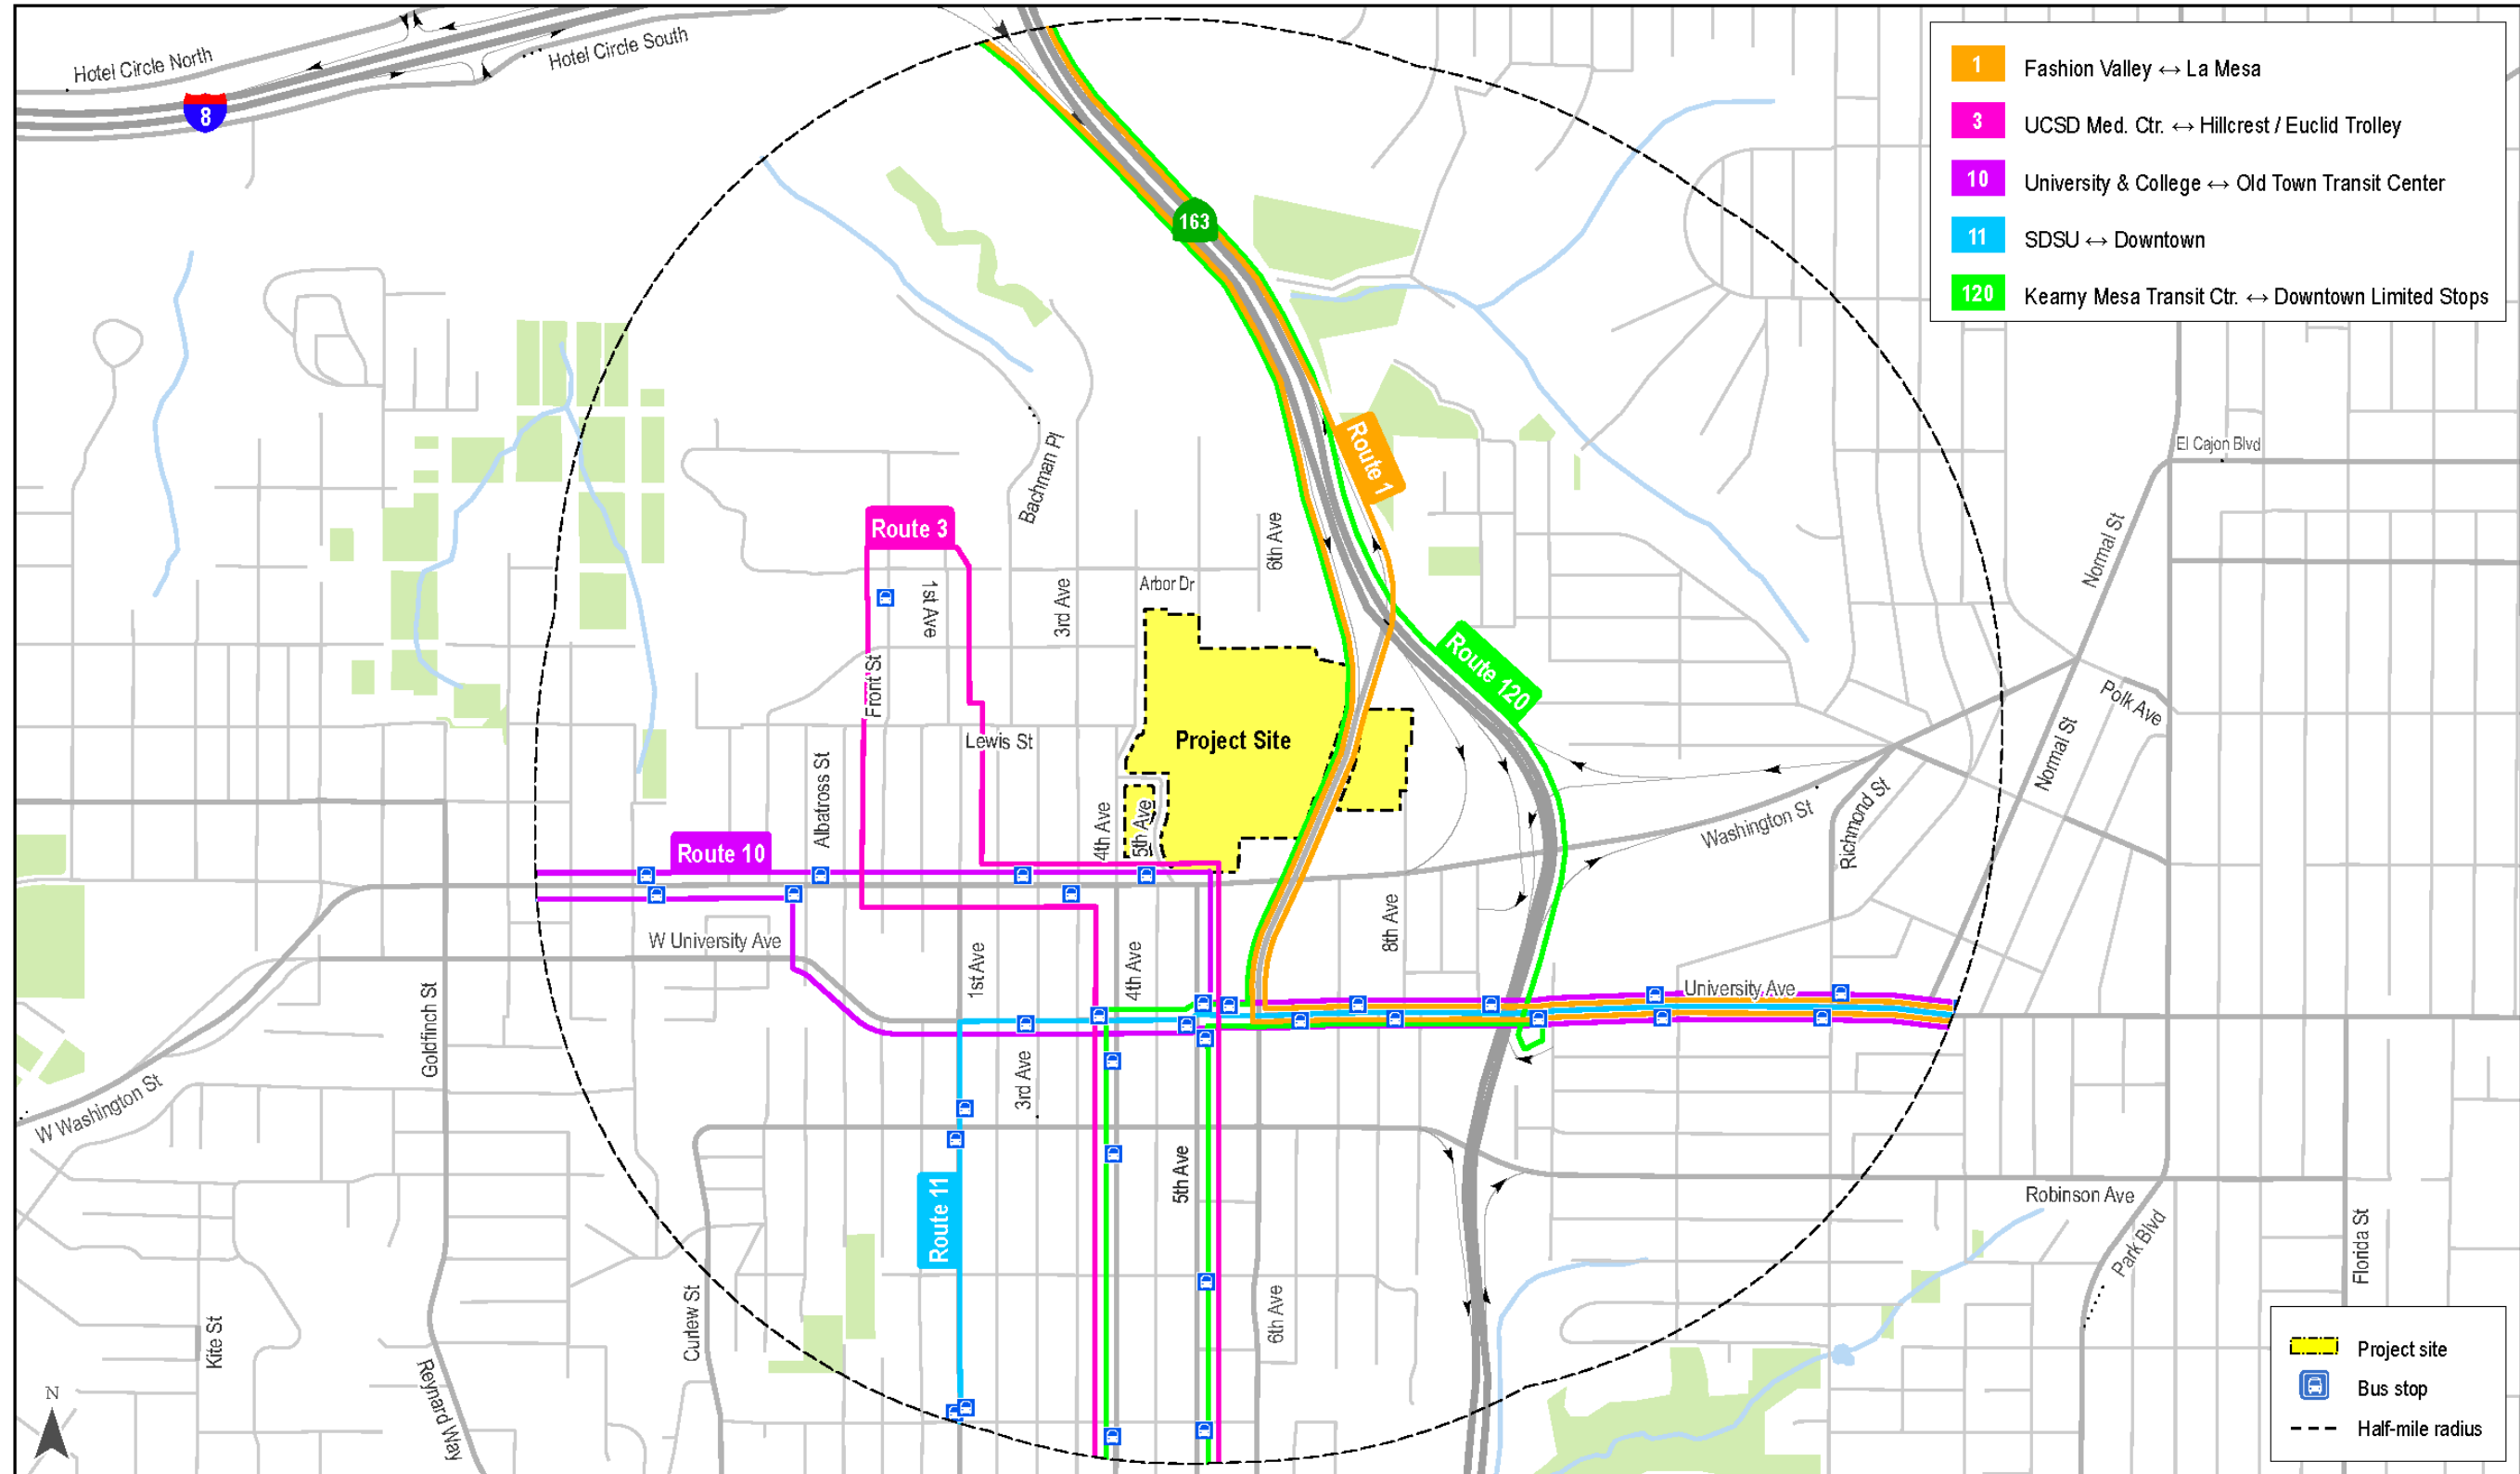 Hotel Circle North
Hotel Circle South
8
163
1 Fashion Valley ↔ La Mesa
3 UCSD Med. Ctr. ↔ Hillcrest / Euclid Trolley
10 University & College ↔ Old Town Transit Center
11 SDSU ↔ Downtown
120 Kearny Mesa Transit Ctr. ↔ Downtown Limited Stops
Route 1
El Cajon Blvd
Bachman Pl
Normal St
Route 3
6th Ave
Arbor Dr
1st Ave
3rd Ave
Front St
Route 120
Polk Ave
Lewis St
Project Site
Normal St
Albatross St
4th Ave
5th Ave
Washington St
Richmond St
Route 10
W University Ave
1st Ave
4th Ave
8th Ave
University Ave
Goldfinch St
3rd Ave
W Washington St
5th Ave
Route 11
Robinson Ave
Park Blvd
Florida St
Kite St
Curlew St
6th Ave
Reynard Way
N
Project site
Bus stop
Half-mile radius